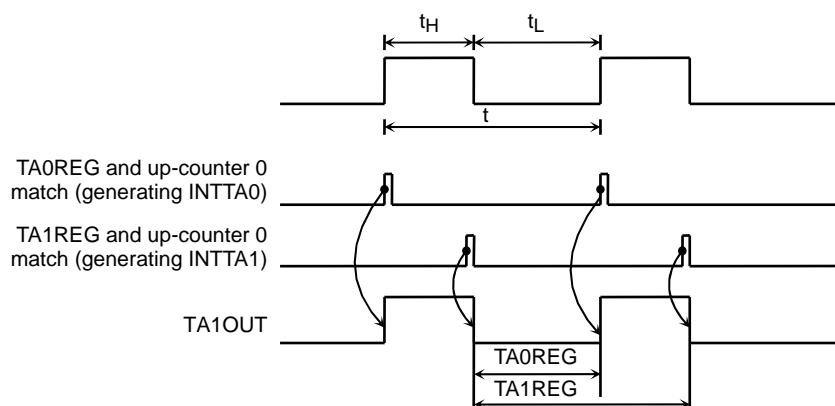 tH
tL
t
TA0REG and up-counter 0
match (generating INTTA0)
TA1REG and up-counter 0
match (generating INTTA1)
TA1OUT
TA0REG
TA1REG